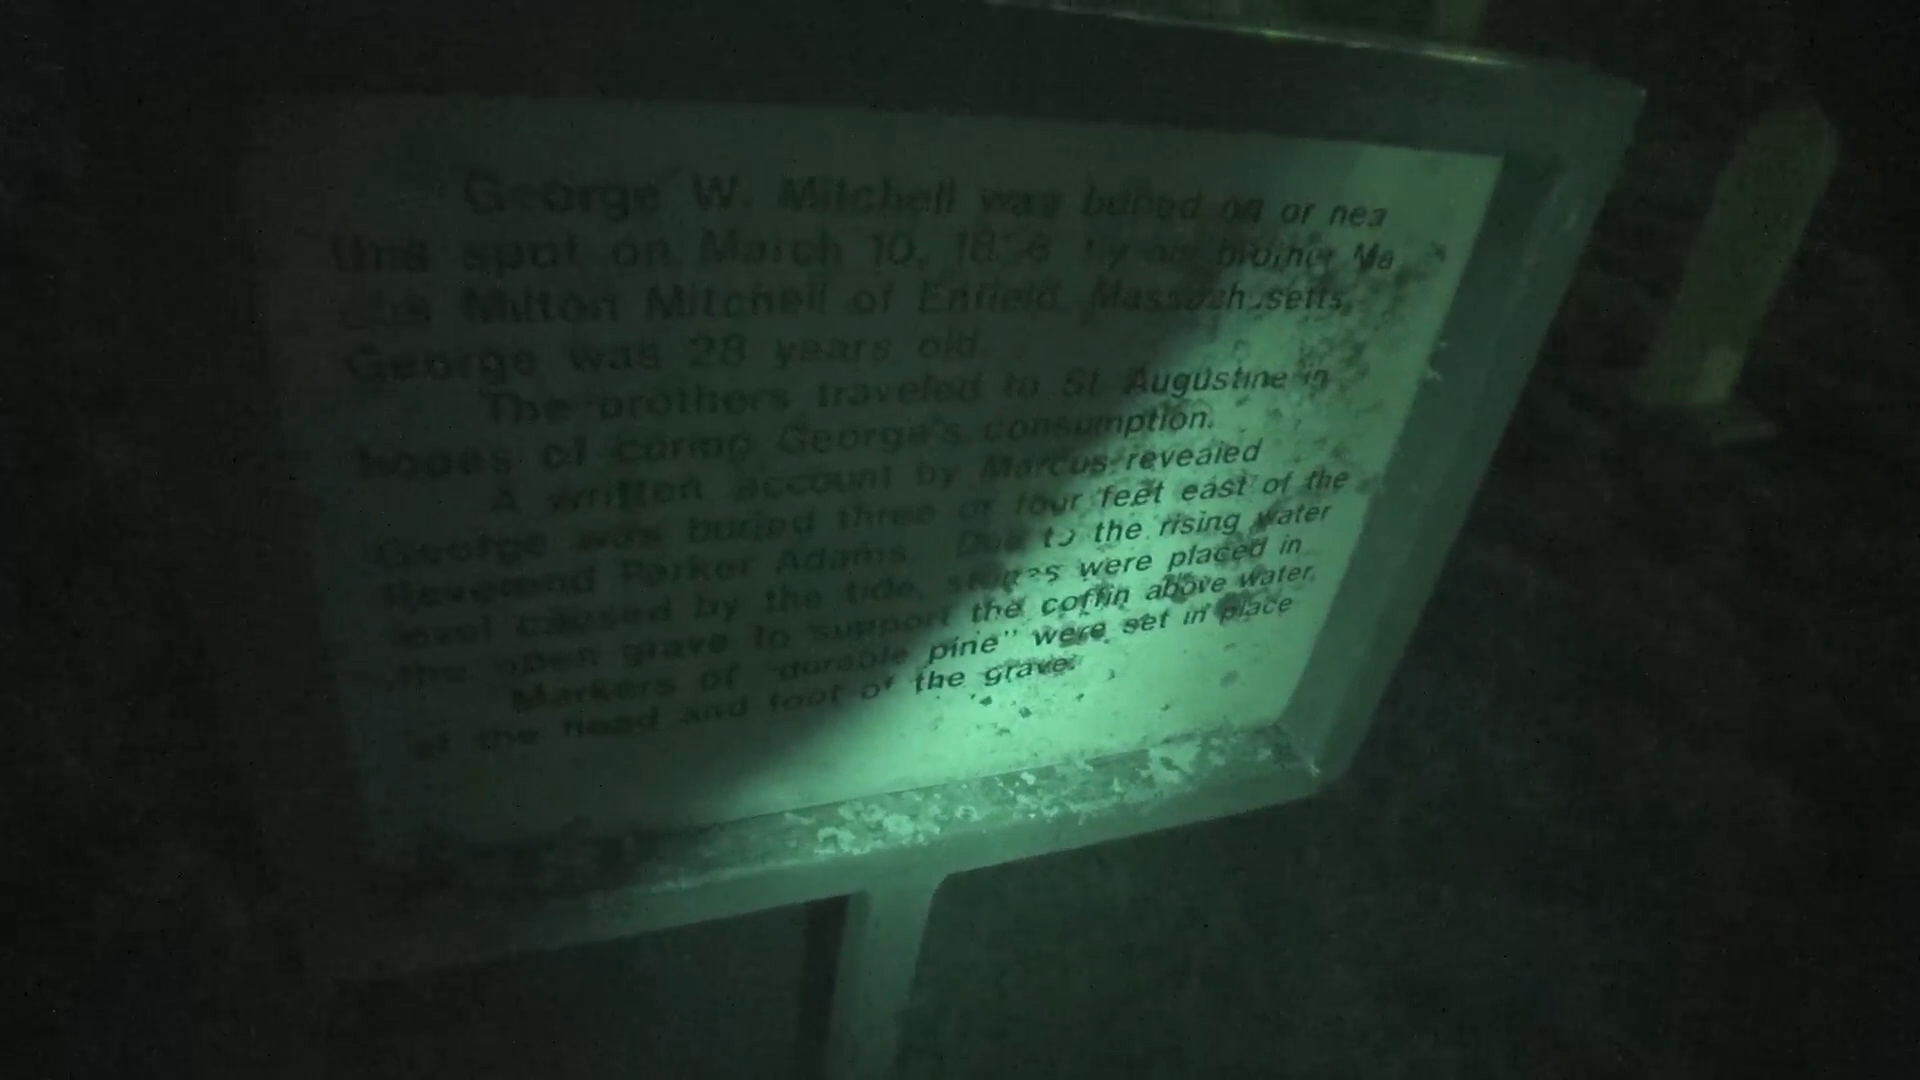 George W. Mitchell was buried on or nea
this spot on March 10, by brother Ma
Milton Mitchell of Enfield, Massachusetts.
George was 28 years old.
The brothers traveled to St. Augustine in
hopes of curing George's consumption.
A written account by Marcus revealed
George was buried three or four feet east of the
Reverend Parker Adams. Due to the rising water
level caused by the tide, stones were placed in
the open grave to support the coffin above water.
Markers of "durable pine" were set in place
at the head and foot of the grave.